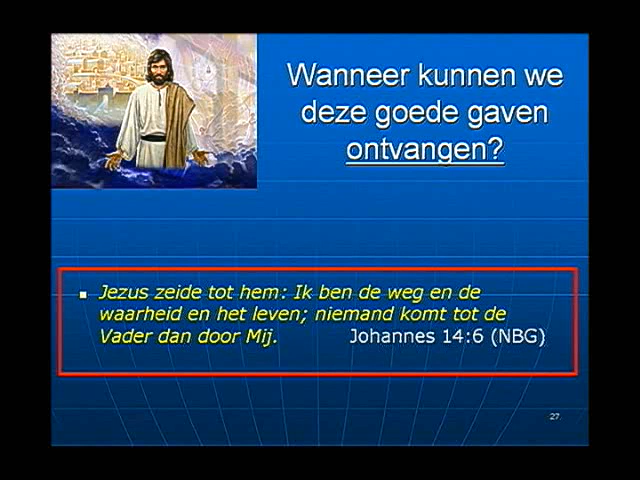 Wanneer kunnen we
deze goede gaven
ontvangen?
Jezus zeide tot hem: Ik ben de weg en de
waarheid en het leven; niemand komt tot de
Vader dan door Mij. Johannes 14:6 (NBG)
27